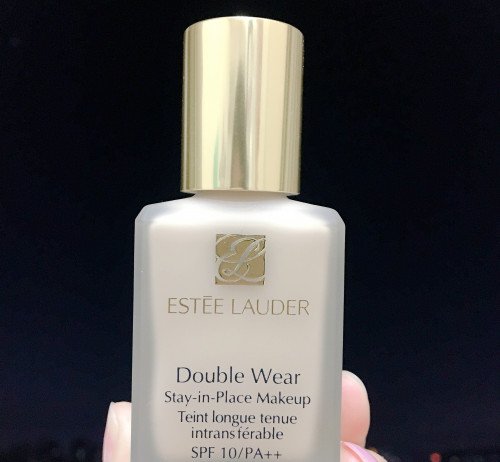 ESTĒE LAUDER
Double Wear
Stay-in-Place Makeup
Teint longue tenue
intransférable
SPF 10/PA++